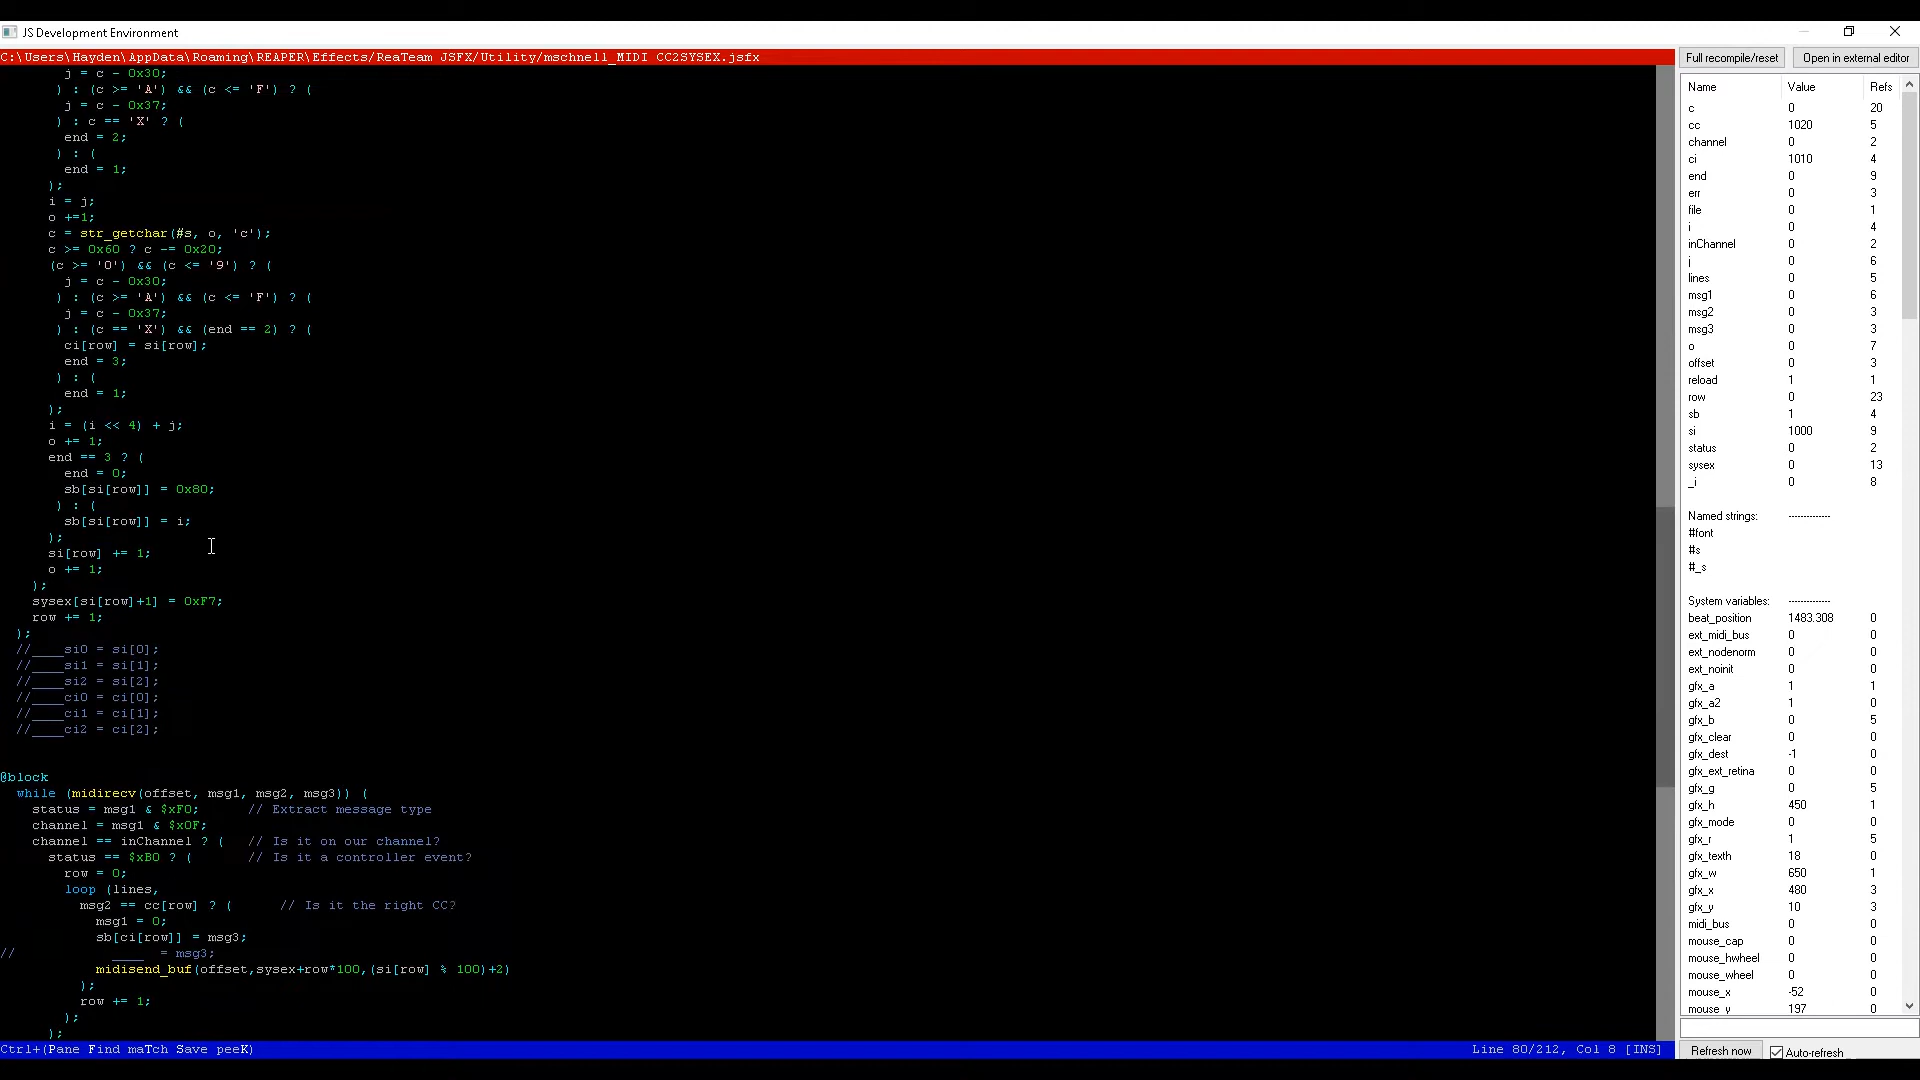 JS Development Environment
C:\Users\Hayden\AppData\Roaming\REAPER\Effects/ReaTeam JSFX/Utility/mschnell_MIDI CC2SYSEX.jsfx
j = c - 0x30;
) : (c >= 'A') && (c <= 'F') ? (
j = c - 0x37;
) : c == 'X' ? (
end = 2;
) : (
end = 1;
);
i = j;
o +=1;
c = str_getchar(#s, o, 'c');
c >= 0x60 ? c -= 0x20;
(c >= '0') && (c <= '9') ? (
j = c - 0x30;
) : (c >= 'A') && (c <= 'F') ? (
j = c - 0x37;
) : (c == 'X') && (end == 2) ? (
ci[row] = si[row];
end = 3;
) : (
end = 1;
);
i = (i << 4) + j;
o += 1;
end == 3 ? (
end = 0;
sb[si[row]] = 0x80;
) : (
sb[si[row]] = i;
);
si[row] += 1;
o += 1;
);
sysex[si[row]+1] = 0xF7;
row += 1;
);
//____si0 = si[0];
//____si1 = si[1];
//____si2 = si[2];
//____ci0 = ci[0];
//____ci1 = ci[1];
//____ci2 = ci[2];
@block
while (midirecv(offset, msg1, msg2, msg3)) (
status = msg1 & $xF0; // Extract message type
channel = msg1 & $x0F;
channel == inChannel ? ( // Is it on our channel?
status == $xB0 ? ( // Is it a controller event?
row = 0;
loop (lines,
msg2 == cc[row] ? ( // Is it the right CC?
msg1 = 0;
sb[ci[row]] = msg3;
// ____ = msg3;
midisend_buf(offset,sysex+row*100,(si[row] % 100)+2)
);
row += 1;
);
);
Ctrl+(Pane Find maTch Save peeK)
Line 80/212, Col 8 [INS]
Full recompile/reset
Open in external editor
Name Value Refs
c 0 20
cc 1020 5
channel 0 2
ci 1010 4
end 0 9
err 0 3
file 0 1
i 0 4
inChannel 0 2
j 0 6
lines 0 5
msg1 0 6
msg2 0 3
msg3 0 3
o 0 7
offset 0 3
reload 1 1
row 0 23
sb 1 4
si 1000 9
status 0 2
sysex 0 13
_i 0 8
Named strings: -------------
#font
#s
#_s
System variables: -------------
beat_position 1483.308 0
ext_midi_bus 0 0
ext_nodenorm 0 0
ext_noinit 0 0
gfx_a 1 1
gfx_a2 1 0
gfx_b 0 5
gfx_clear 0 0
gfx_dest -1 0
gfx_ext_retina 0 0
gfx_g 0 5
gfx_h 450 1
gfx_mode 0 0
gfx_r 1 5
gfx_texth 18 0
gfx_w 650 1
gfx_x 480 3
gfx_y 10 3
midi_bus 0 0
mouse_cap 0 0
mouse_hwheel 0 0
mouse_wheel 0 0
mouse_x -52 0
mouse_y 197 0
Refresh now
Auto-refresh